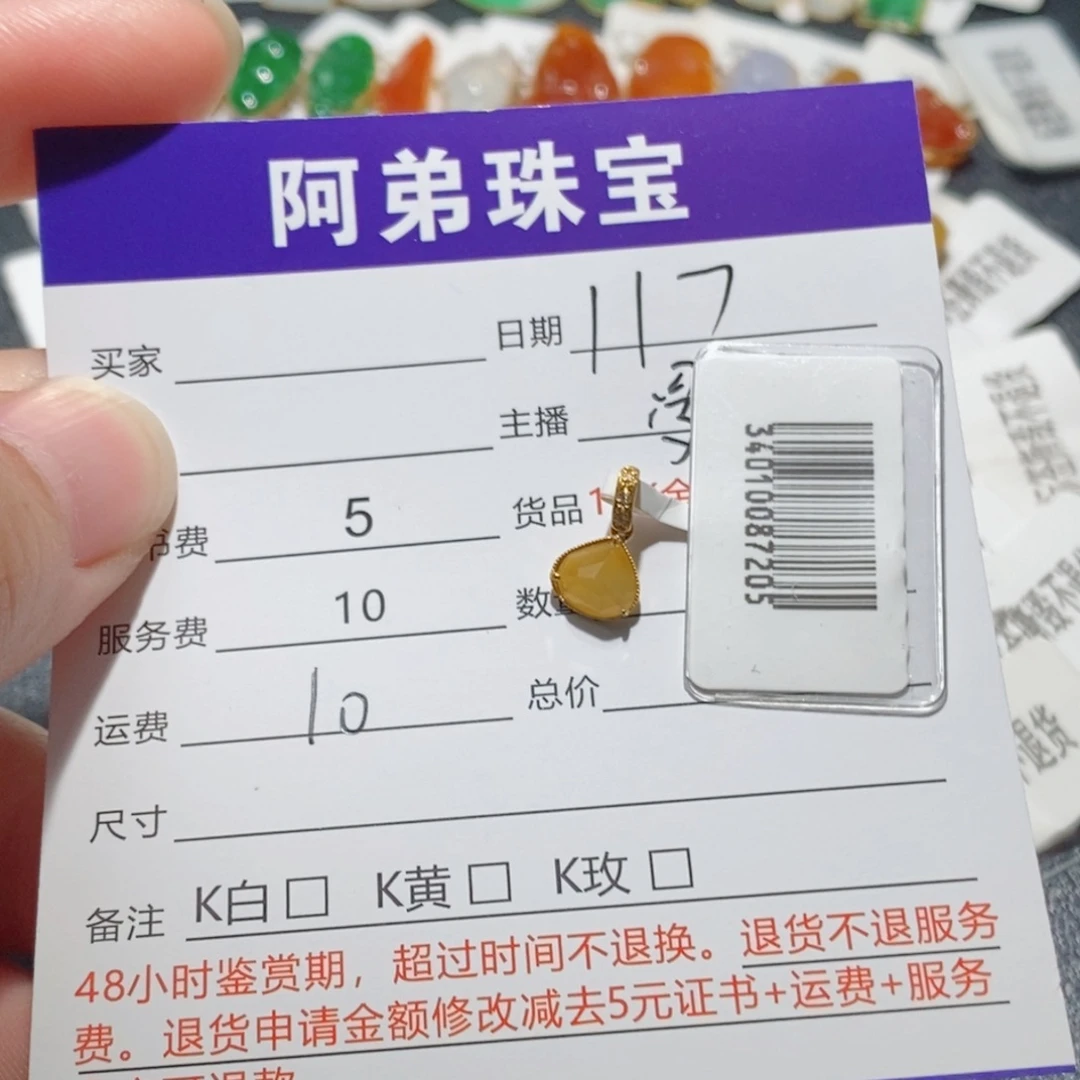 阿弟珠宝
买家
日期 117
主播
书费 5
货品 1
服务费 10
数
运费 10
总价
尺寸
备注 K白□ K黄□ K玫□
48小时鉴赏期，超过时间不退换。退货不退服务
费。退货申请金额修改减去5元证书+运费+服务
3401008720 5